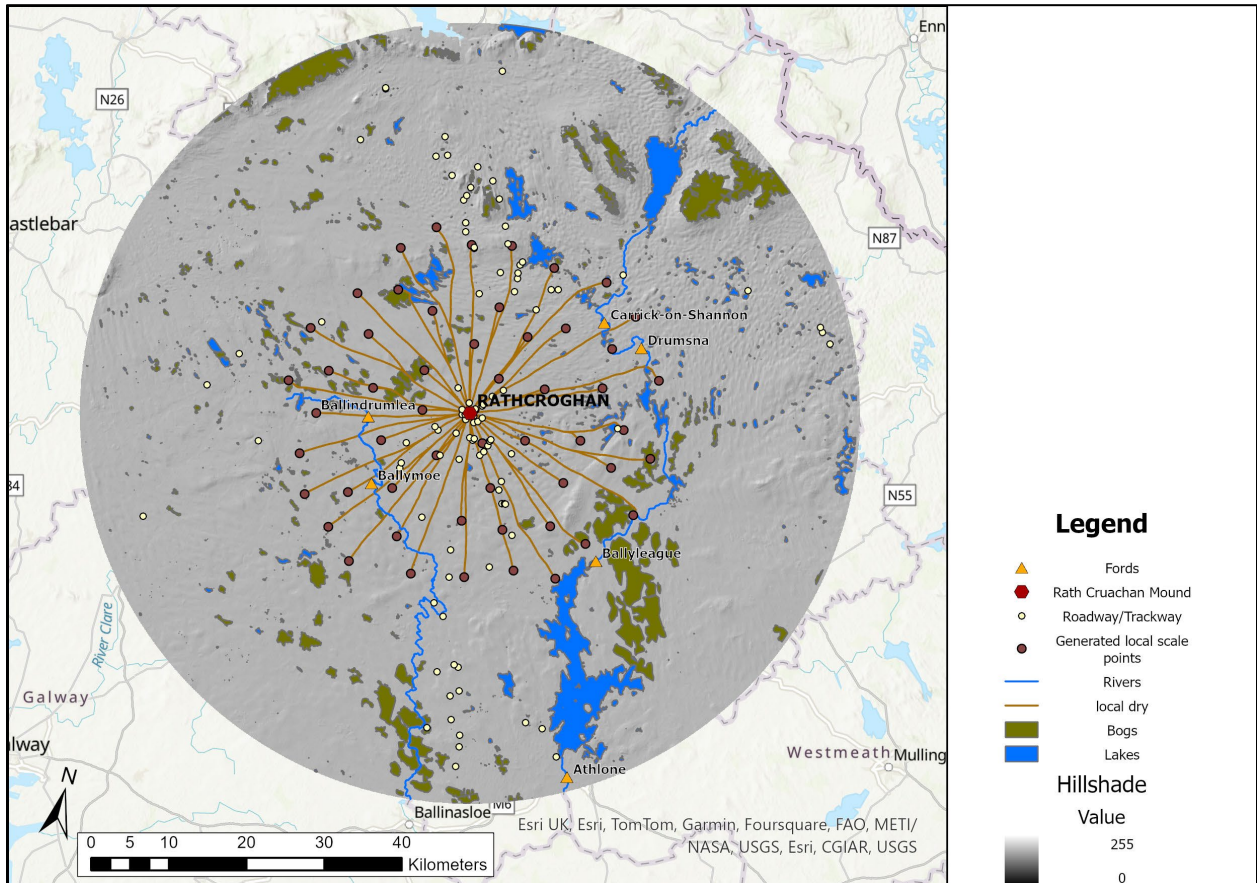 Enn
N26
astlebar
N87
Carrick-on-Shannon
Drumsna
RATHCROGHAN
Ballindrumlea
Ballymoe
84
N55
Ballyleague
River Clare
Galway
alway
Westmeath
Mulling
Athlone
M6
Ballinasloe
N
0 5 10 20 30 40
Kilometers
Esri UK, Esri, TomTom, Garmin, Foursquare, FAO, METI/
NASA, USGS, Esri, CGIAR, USGS
Legend
Fords
Rath Cruachan Mound
Roadway/Trackway
Generated local scale
points
Rivers
local dry
Bogs
Lakes
Hillshade
Value
255
0